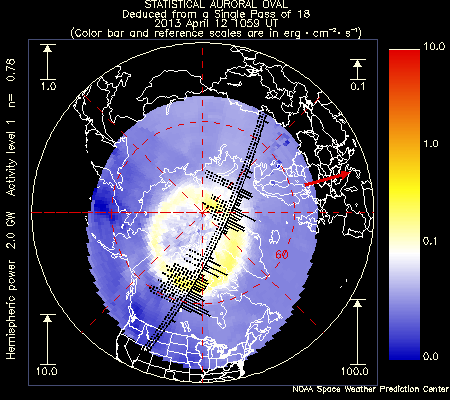 STATISTICAL AURORAL OVAL
Deduced from a Single Pass of 18
2013 April 12 1059 UT
(Color bar and reference scales are in erg · cm⁻² · s⁻¹)
Hemispheric power 2.0 GW Activity level 1 n= 0.78
1.0
0.1
10.0
100.0
60
10.0
1.0
0.1
0.0
NOAA Space Weather Prediction Center